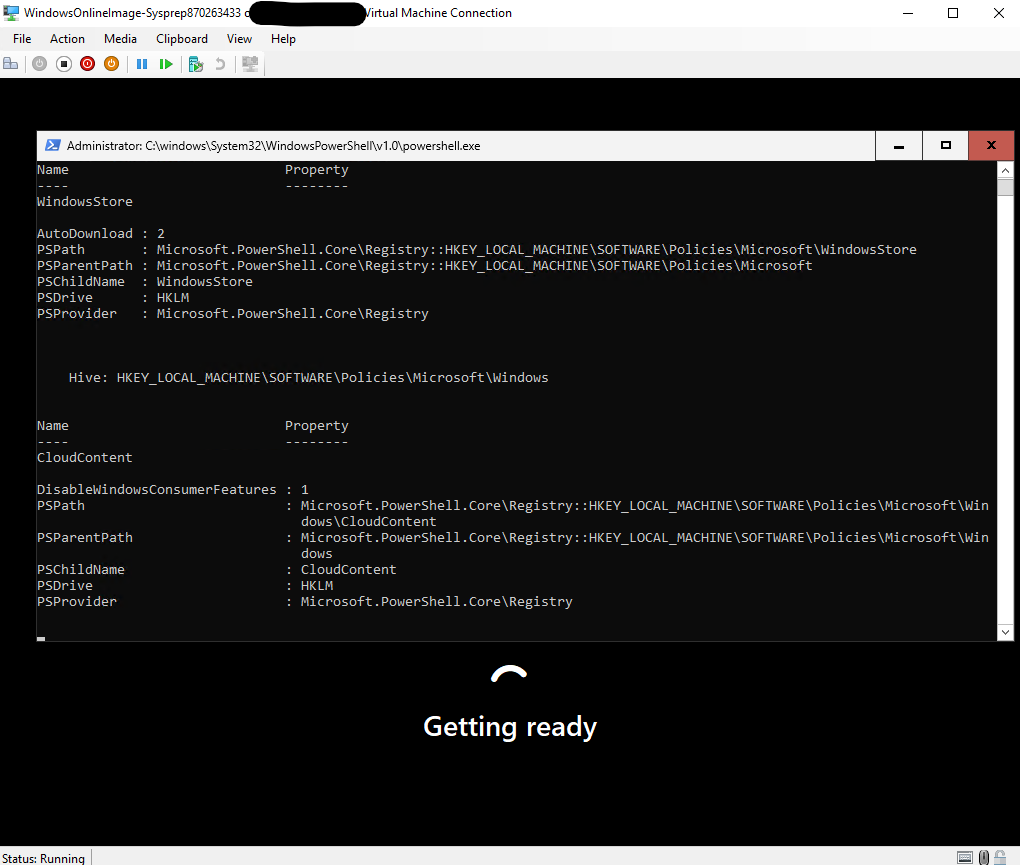 WindowsOnlineImage-Sysprep870263433 o Virtual Machine Connection
File Action Media Clipboard View Help
Administrator: C:\windows\System32\WindowsPowerShell\v1.0\powershell.exe
Name Property
---- --------
WindowsStore
AutoDownload : 2
PSPath : Microsoft.PowerShell.Core\Registry::HKEY_LOCAL_MACHINE\SOFTWARE\Policies\Microsoft\WindowsStore
PSParentPath : Microsoft.PowerShell.Core\Registry::HKEY_LOCAL_MACHINE\SOFTWARE\Policies\Microsoft
PSChildName : WindowsStore
PSDrive : HKLM
PSProvider : Microsoft.PowerShell.Core\Registry
Hive: HKEY_LOCAL_MACHINE\SOFTWARE\Policies\Microsoft\Windows
Name Property
---- --------
CloudContent
DisableWindowsConsumerFeatures : 1
PSPath : Microsoft.PowerShell.Core\Registry::HKEY_LOCAL_MACHINE\SOFTWARE\Policies\Microsoft\Win
dows\CloudContent
PSParentPath : Microsoft.PowerShell.Core\Registry::HKEY_LOCAL_MACHINE\SOFTWARE\Policies\Microsoft\Win
dows
PSChildName : CloudContent
PSDrive : HKLM
PSProvider : Microsoft.PowerShell.Core\Registry
Getting ready
Status: Running